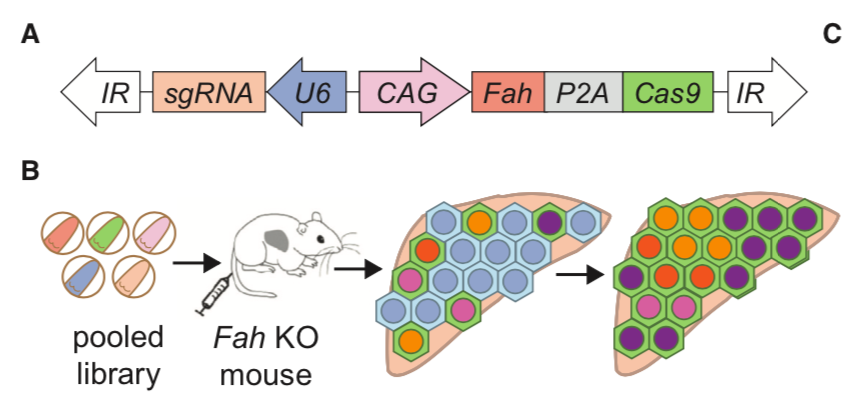 A
C
IR sgRNA U6 CAG Fah P2A Cas9 IR
B
pooled
library
Fah KO
mouse